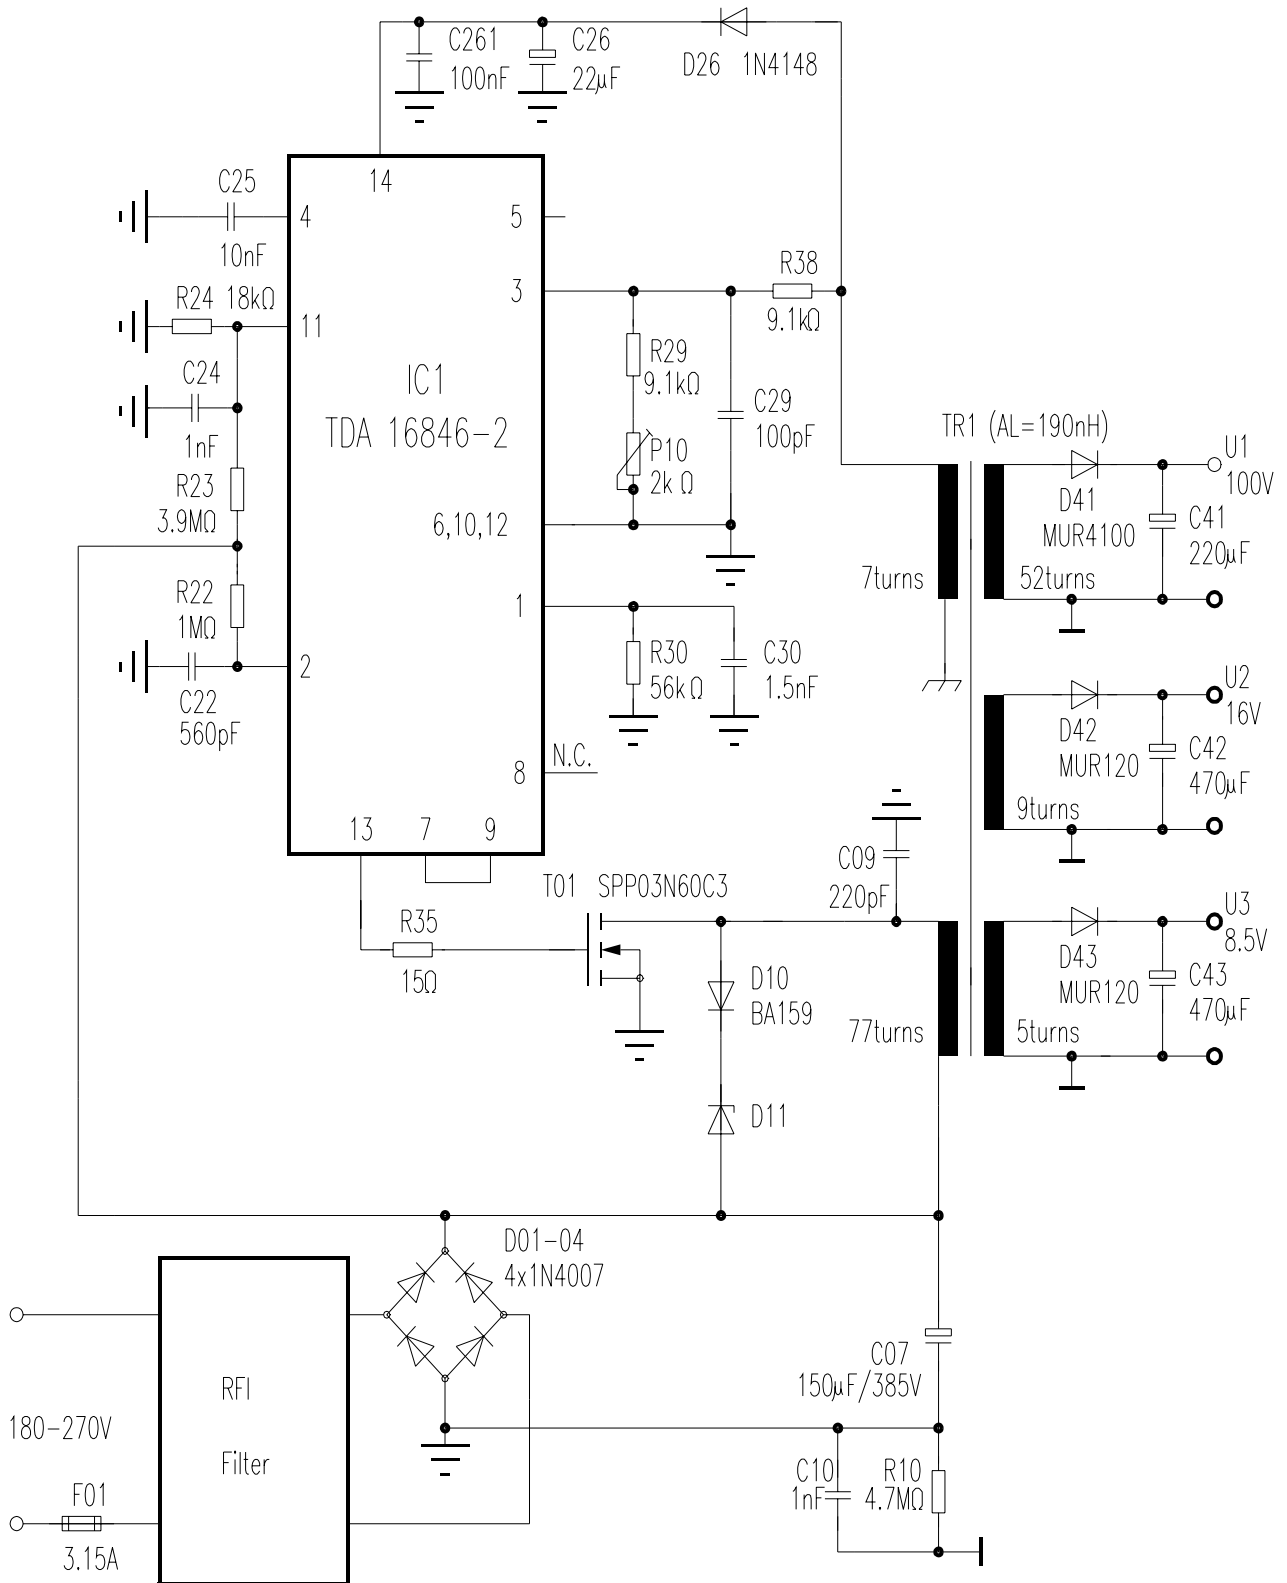 C261
100nF
C26
22µF
D26 1N4148
14
C25
4
5
10nF
R38
3
9.1kΩ
R24 18kΩ
11
R29
9.1kΩ
IC1
TDA 16846-2
C24
1nF
C29
100pF
TR1 (AL=190nH)
U1
100V
P10
2k Ω
R23
3.9MΩ
D41
MUR4100
C41
220µF
6,10,12
7turns
52turns
R22
1MΩ
1
2
R30
56kΩ
C30
1.5nF
C22
560pF
U2
16V
D42
MUR120
C42
470µF
8
N.C.
9turns
13
7
9
C09
220pF
T01 SPP03N60C3
U3
8.5V
R35
15Ω
D43
MUR120
C43
470µF
D10
BA159
77turns
5turns
D11
D01-04
4x1N4007
C07
150µF/385V
RFI
Filter
180-270V
C10
1nF
R10
4.7MΩ
F01
3.15A